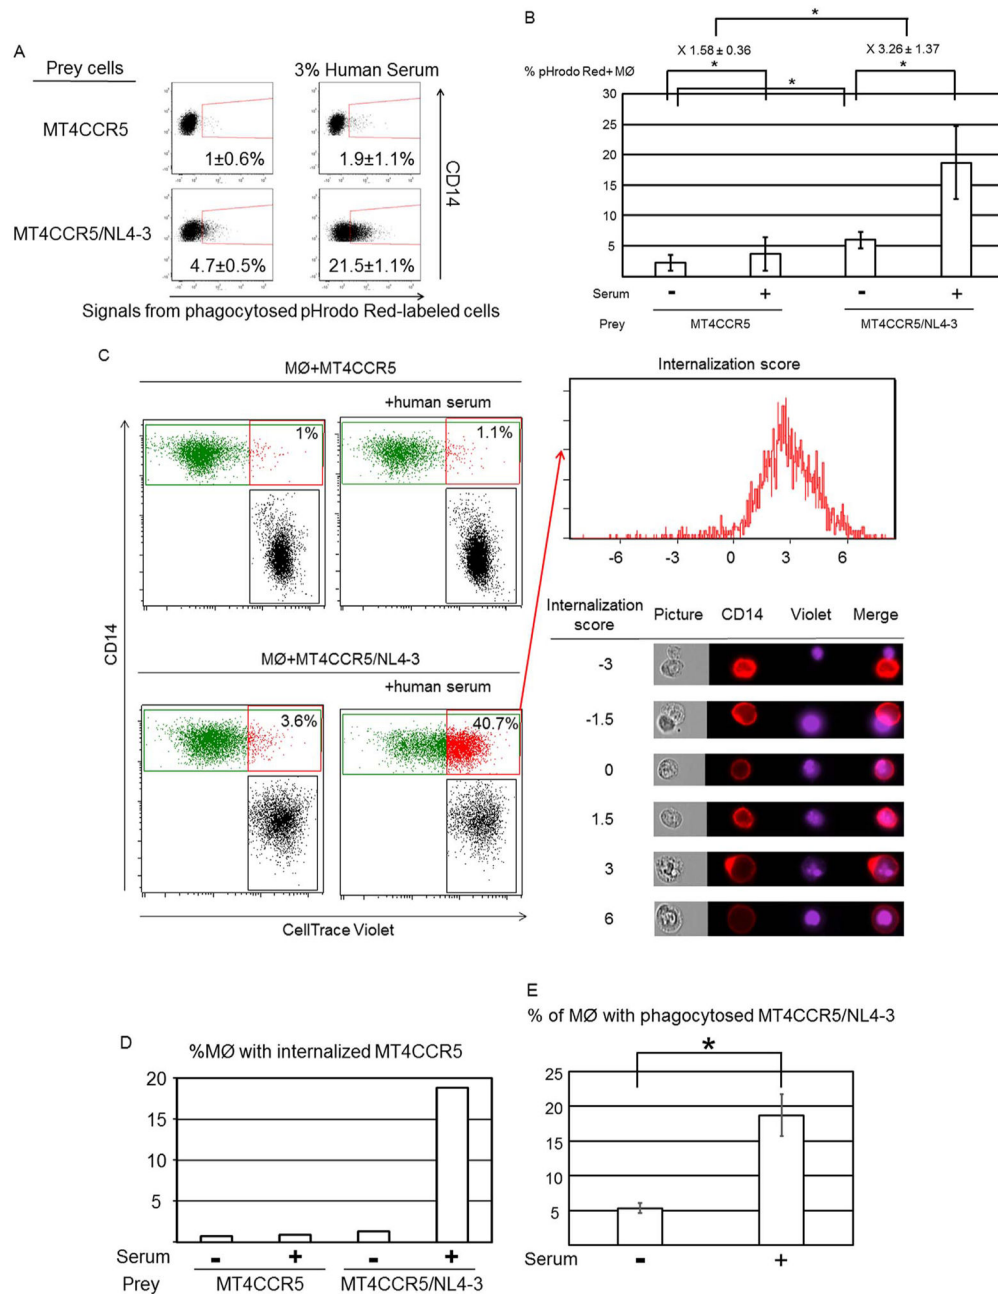 A
Prey cells
3% Human Serum
MT4CCR5
1±0.6%
1.9±1.1%
MT4CCR5/NL4-3
4.7±0.5%
21.5±1.1%
CD14
Signals from phagocytosed pHrodo Red-labeled cells
B
*
X 1.58 ± 0.36
X 3.26 ± 1.37
*
*
*
% pHrodo Red+ MØ
30
25
20
15
10
5
Serum - + - +
Prey MT4CCR5 MT4CCR5/NL4-3
C
MØ+MT4CCR5
+human serum
1%
1.1%
MØ+MT4CCR5/NL4-3
+human serum
3.6%
40.7%
CD14
CellTrace Violet
Internalization score
-6 -3 0 3 6
Internalization score
Picture CD14 Violet Merge
-3
-1.5
0
1.5
3
6
D
%MØ with internalized MT4CCR5
20
15
10
5
Serum - + - +
Prey MT4CCR5 MT4CCR5/NL4-3
E
% of MØ with phagocytosed MT4CCR5/NL4-3
*
25
20
15
10
5
Serum - +